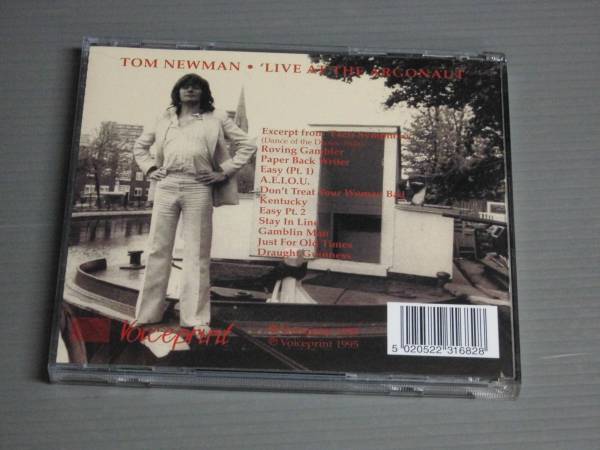 TOM NEWMAN • 'LIVE AT THE ARGONAUT'
Excerpt from
(Dance of the
Roving Gambler
Paper Back Writer
Easy (Pt. 1)
A.E.I.O.U.
Don't Treat Your Woman Bad
Kentucky
Easy Pt. 2
Stay In Line
Gamblin Man
Just For Old Times
Draught Guinness
Voiceprint
℗ Voiceprint 1995
5 020522 316828